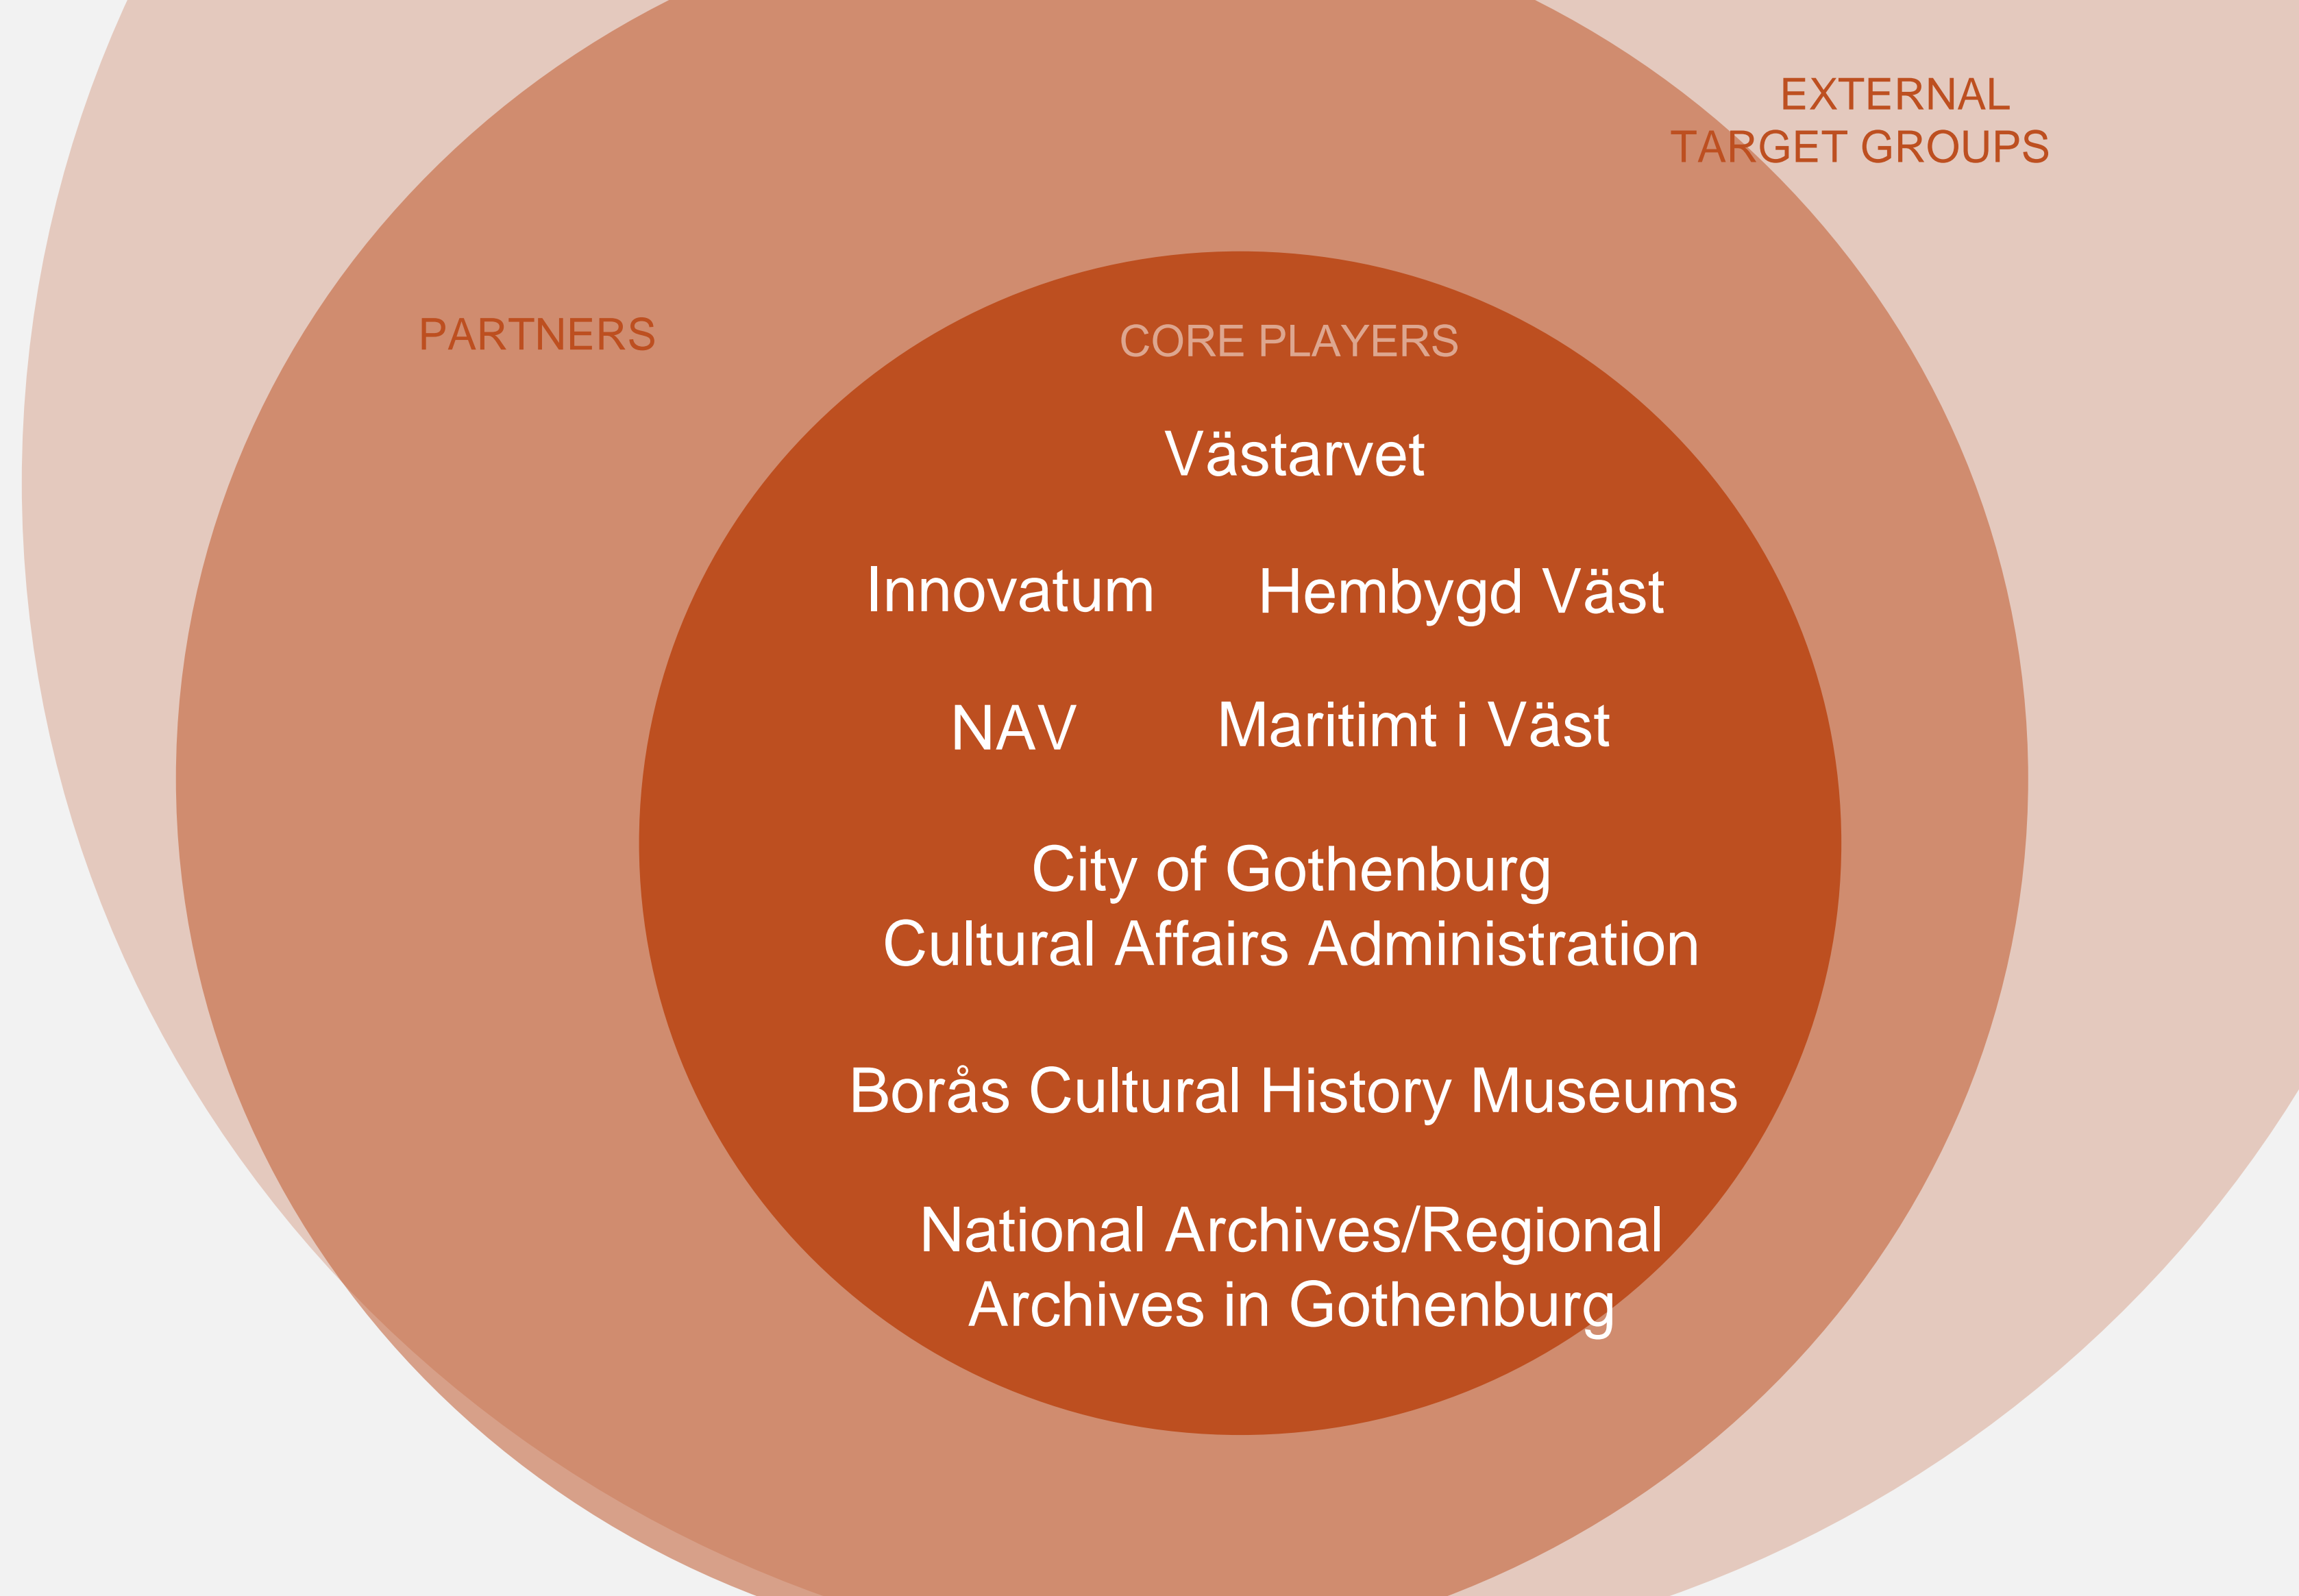 EXTERNAL
TARGET GROUPS
PARTNERS
CORE PLAYERS
Västarvet
Innovatum
Hembygd Väst
NAV
Maritimt i Väst
City of Gothenburg
Cultural Affairs Administration
Borås Cultural History Museums
National Archives/Regional
Archives in Gothenburg